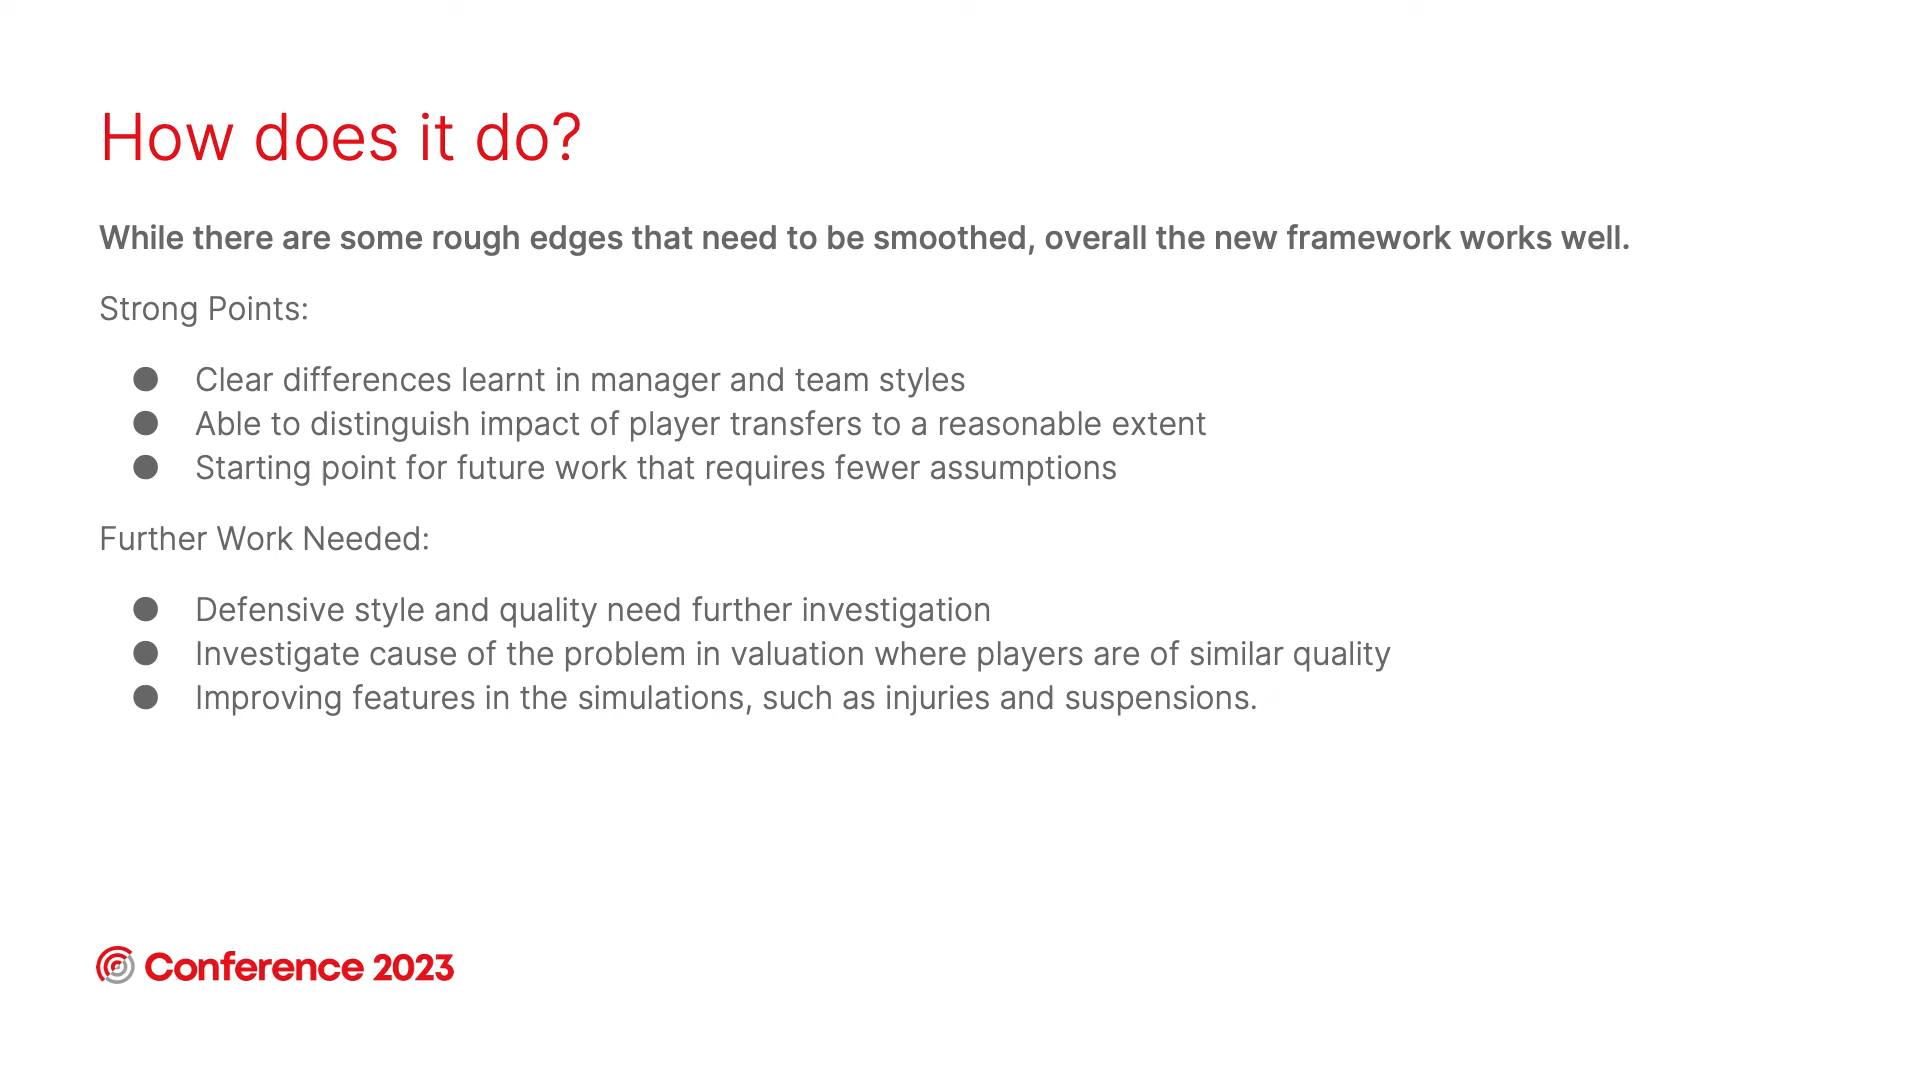 How does it do?
While there are some rough edges that need to be smoothed, overall the new framework works well.
Strong Points:
● Clear differences learnt in manager and team styles
● Able to distinguish impact of player transfers to a reasonable extent
● Starting point for future work that requires fewer assumptions
Further Work Needed:
● Defensive style and quality need further investigation
● Investigate cause of the problem in valuation where players are of similar quality
● Improving features in the simulations, such as injuries and suspensions.
Conference 2023